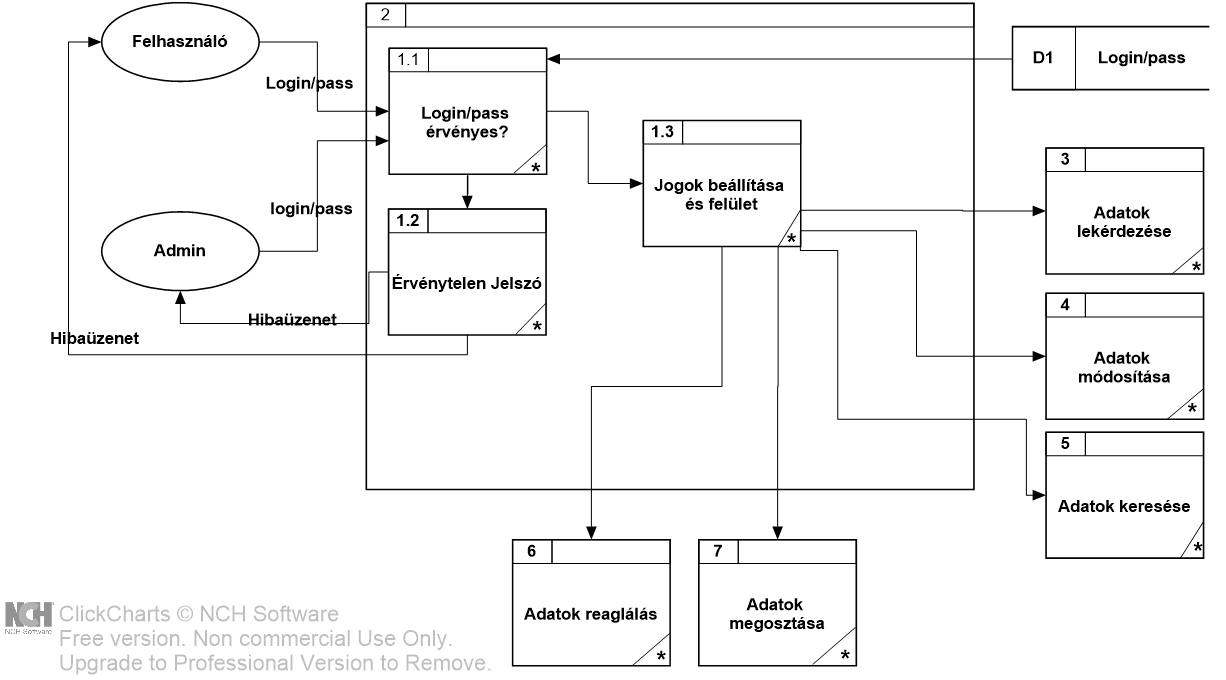 2
Felhasználó
1.1
D1
Login/pass
Login/pass
Login/pass
érvényes?
*
1.3
Jogok beállítása
és felület
*
3
Adatok
lekérdezése
*
login/pass
Admin
1.2
Érvénytelen Jelszó
*
Hibaüzenet
Hibaüzenet
4
Adatok
módosítása
*
5
Adatok keresése
*
6
Adatok reaglálás
*
7
Adatok
megosztása
*
NCH
NCH Software
ClickCharts © NCH Software
Free version. Non commercial Use Only.
Upgrade to Professional Version to Remove.